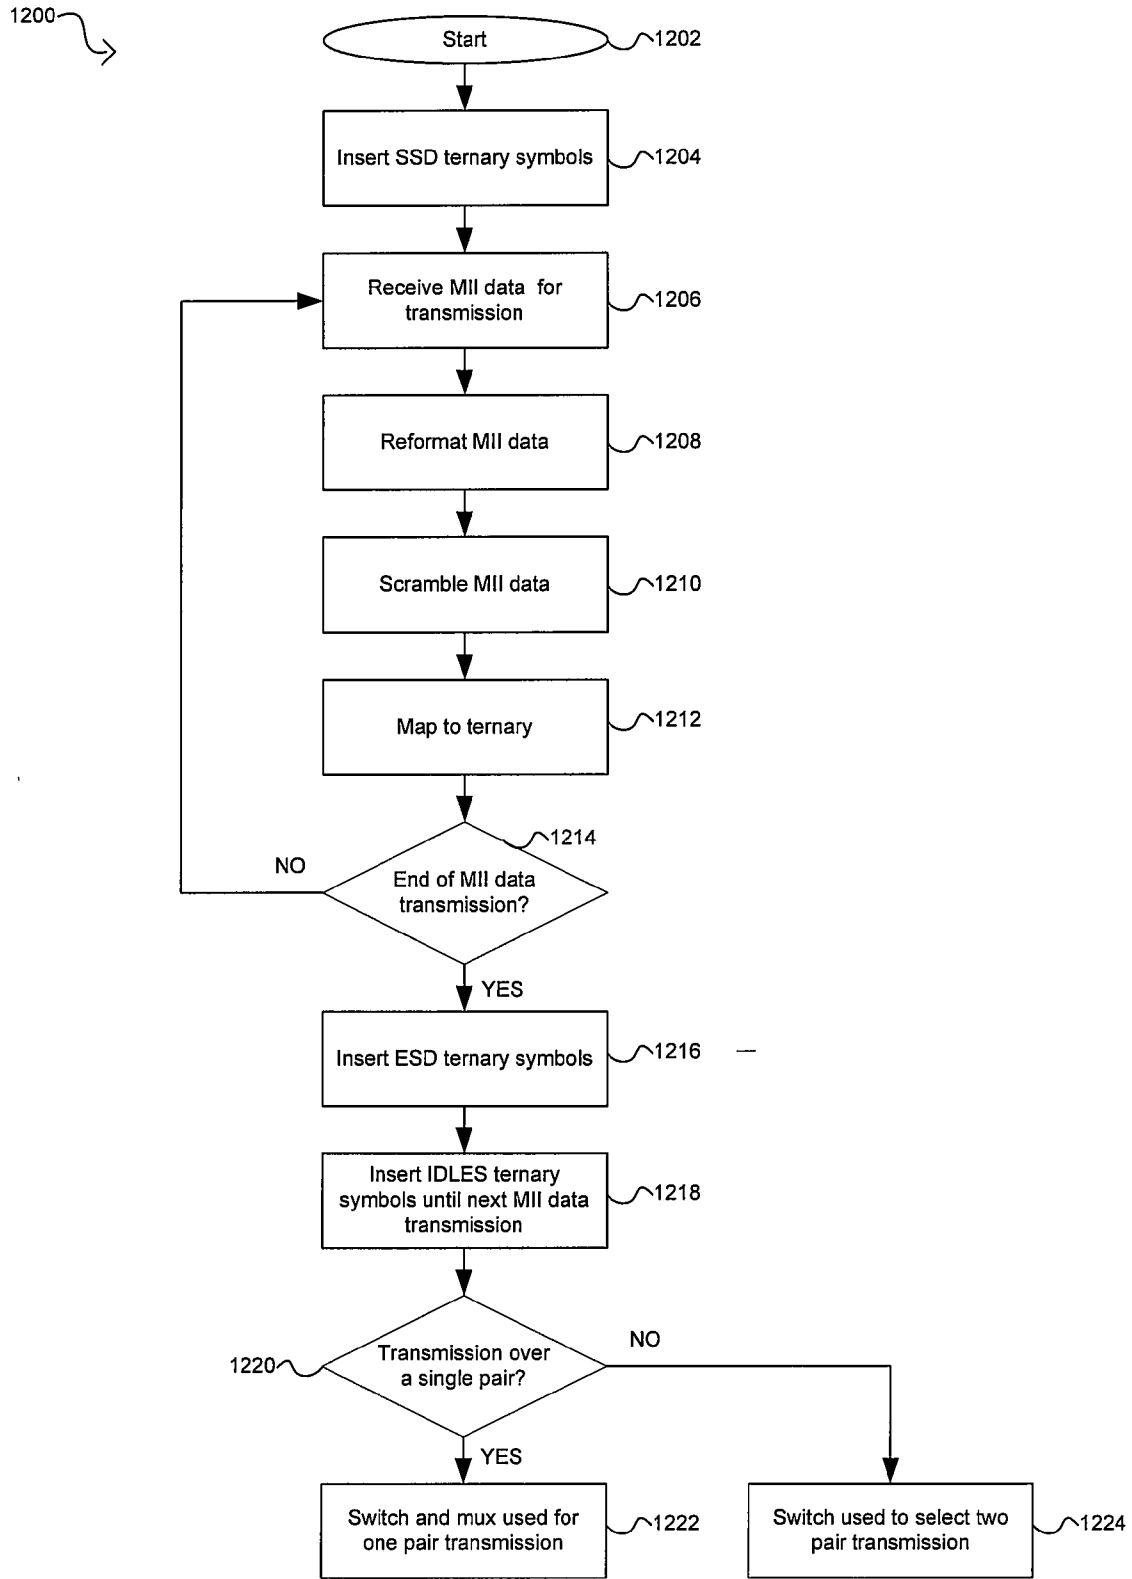 1200
Start
1202
Insert SSD ternary symbols
1204
Receive MII data for
transmission
1206
Reformat MII data
1208
Scramble MII data
1210
Map to ternary
1212
1214
End of MII data
transmission?
NO
YES
Insert ESD ternary symbols
1216
Insert IDLES ternary
symbols until next MII data
transmission
1218
1220
Transmission over
a single pair?
NO
YES
Switch and mux used for
one pair transmission
1222
Switch used to select two
pair transmission
1224